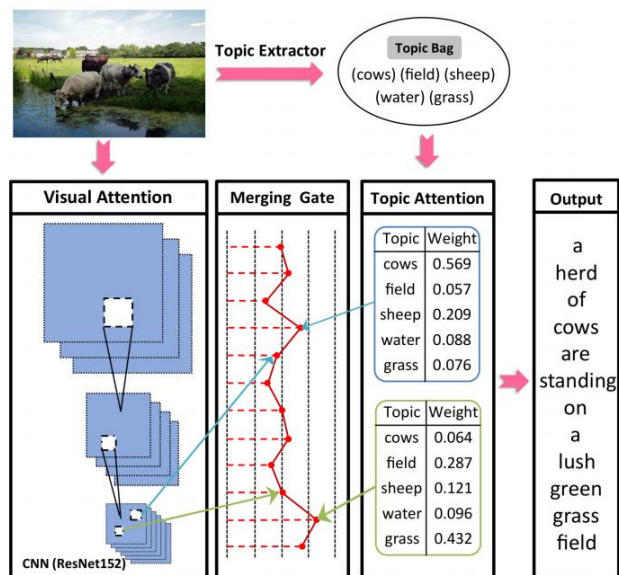 Topic Extractor
Topic Bag
(cows) (field) (sheep)
(water) (grass)
Visual Attention
CNN (ResNet152)
Merging Gate
Topic Attention
Topic Weight
cows 0.569
field 0.057
sheep 0.209
water 0.088
grass 0.076
Topic Weight
cows 0.064
field 0.287
sheep 0.121
water 0.096
grass 0.432
Output
a
herd
of
cows
are
standing
on
a
lush
green
grass
field